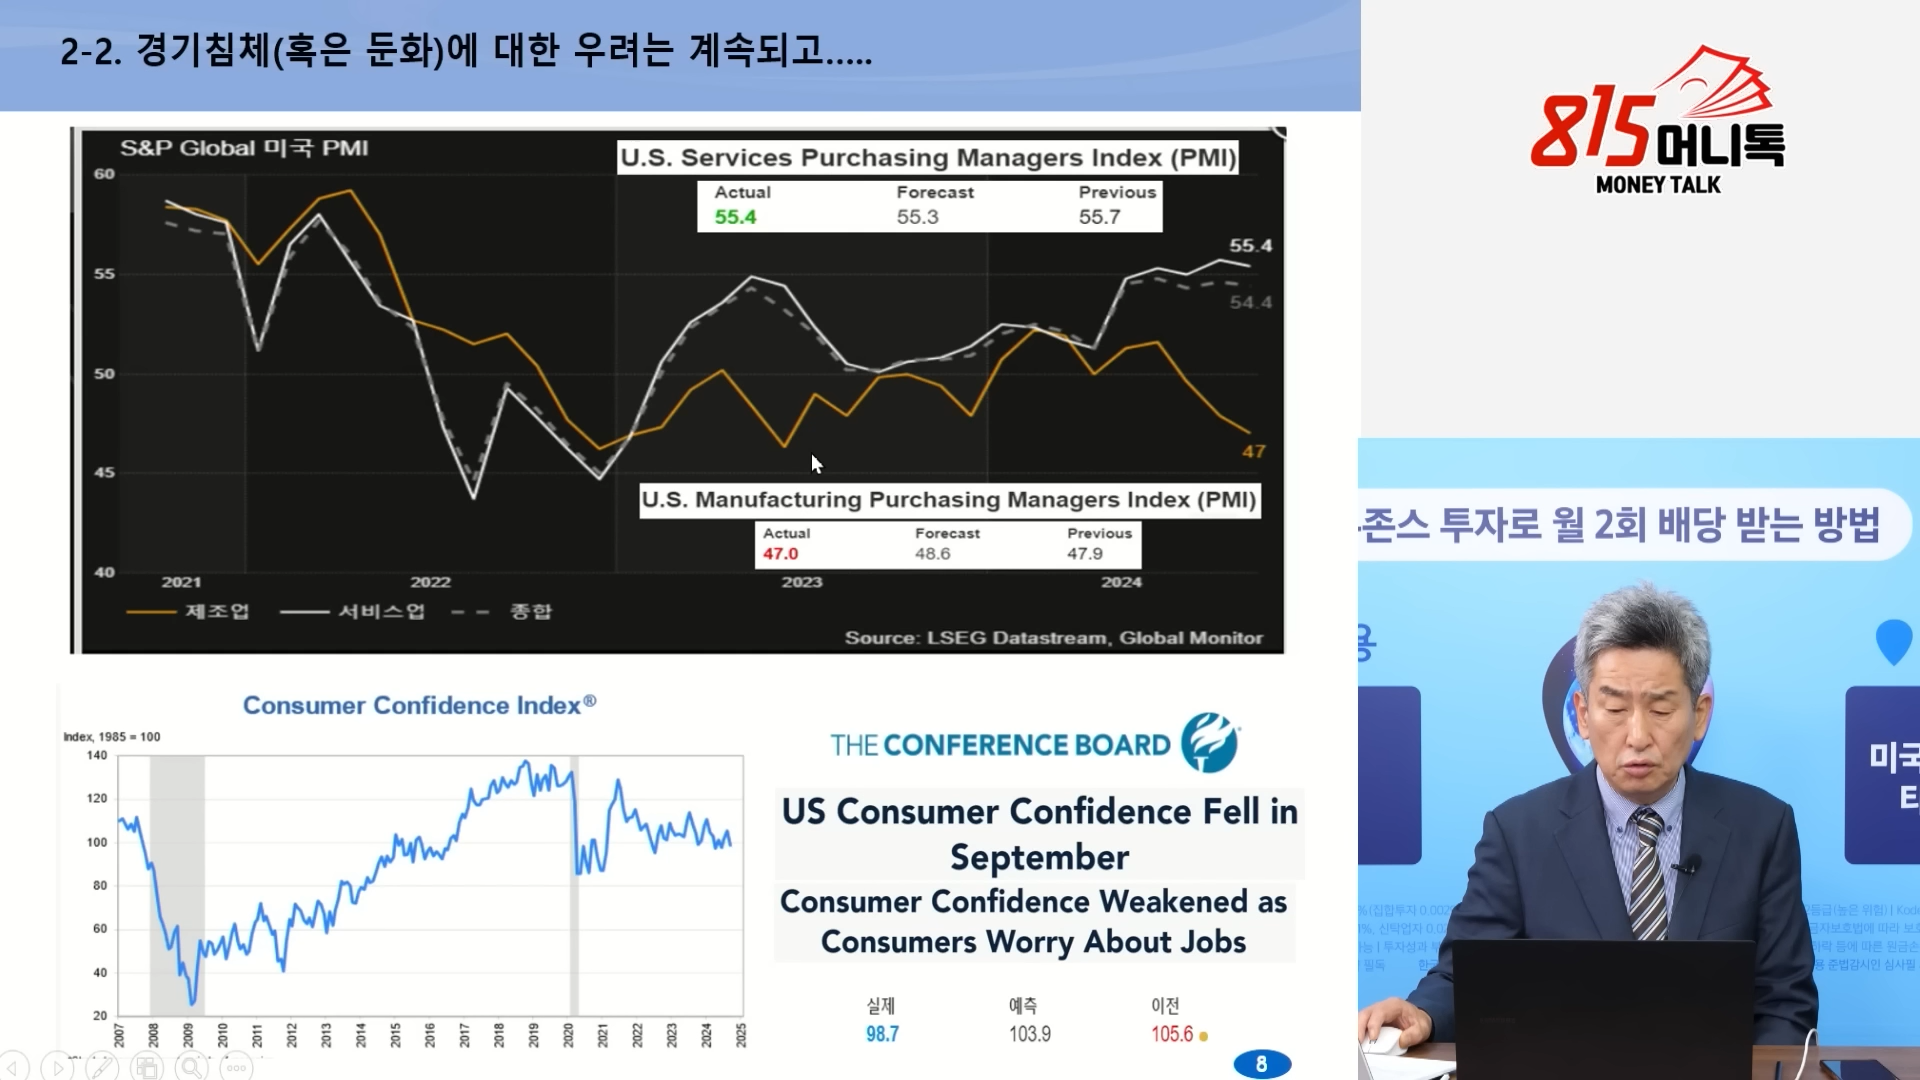 2-2. 경기침체(혹은 둔화)에 대한 우려는 계속되고.....
815 머니톡
MONEY TALK
S&P Global 미국 PMI
U.S. Services Purchasing Managers Index (PMI)
Actual Forecast Previous
55.4 55.3 55.7
60
55
50
45
40
55.4
54.4
47
U.S. Manufacturing Purchasing Managers Index (PMI)
Actual Forecast Previous
47.0 48.6 47.9
2021 2022 2023 2024
제조업 서비스업 종합
Source: LSEG Datastream, Global Monitor
존스 투자로 월 2회 배당 받는 방법
용
미국
Consumer Confidence Index®
Index, 1985 = 100
140
120
100
80
60
40
20
2007 2008 2009 2010 2011 2012 2013 2014 2015 2016 2017 2018 2019 2020 2021 2022 2023 2024 2025
THE CONFERENCE BOARD
US Consumer Confidence Fell in
September
Consumer Confidence Weakened as
Consumers Worry About Jobs
실제 예측 이전
98.7 103.9 105.6
8